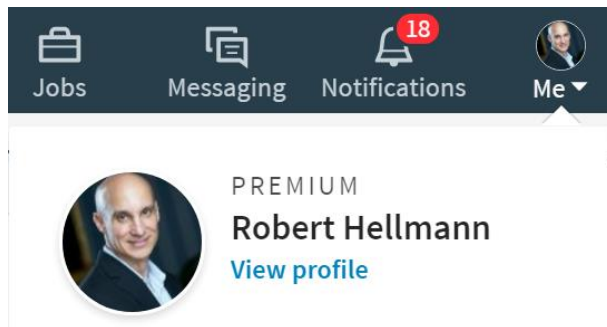 18
Jobs Messaging Notifications Me
PREMIUM
Robert Hellmann
View profile